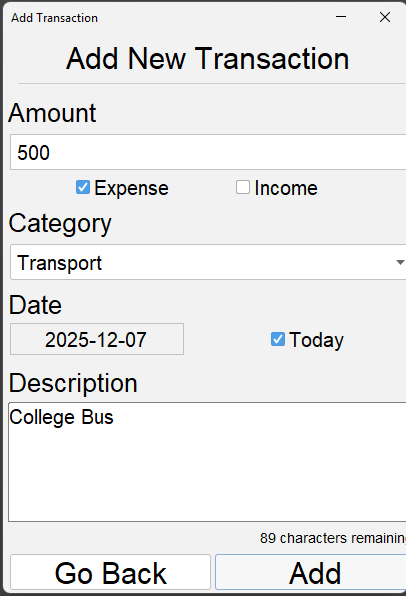 Add Transaction
Add New Transaction
Amount
500
Expense
Income
Category
Transport
Date
2025-12-07
Today
Description
College Bus
89 characters remainin
Go Back
Add